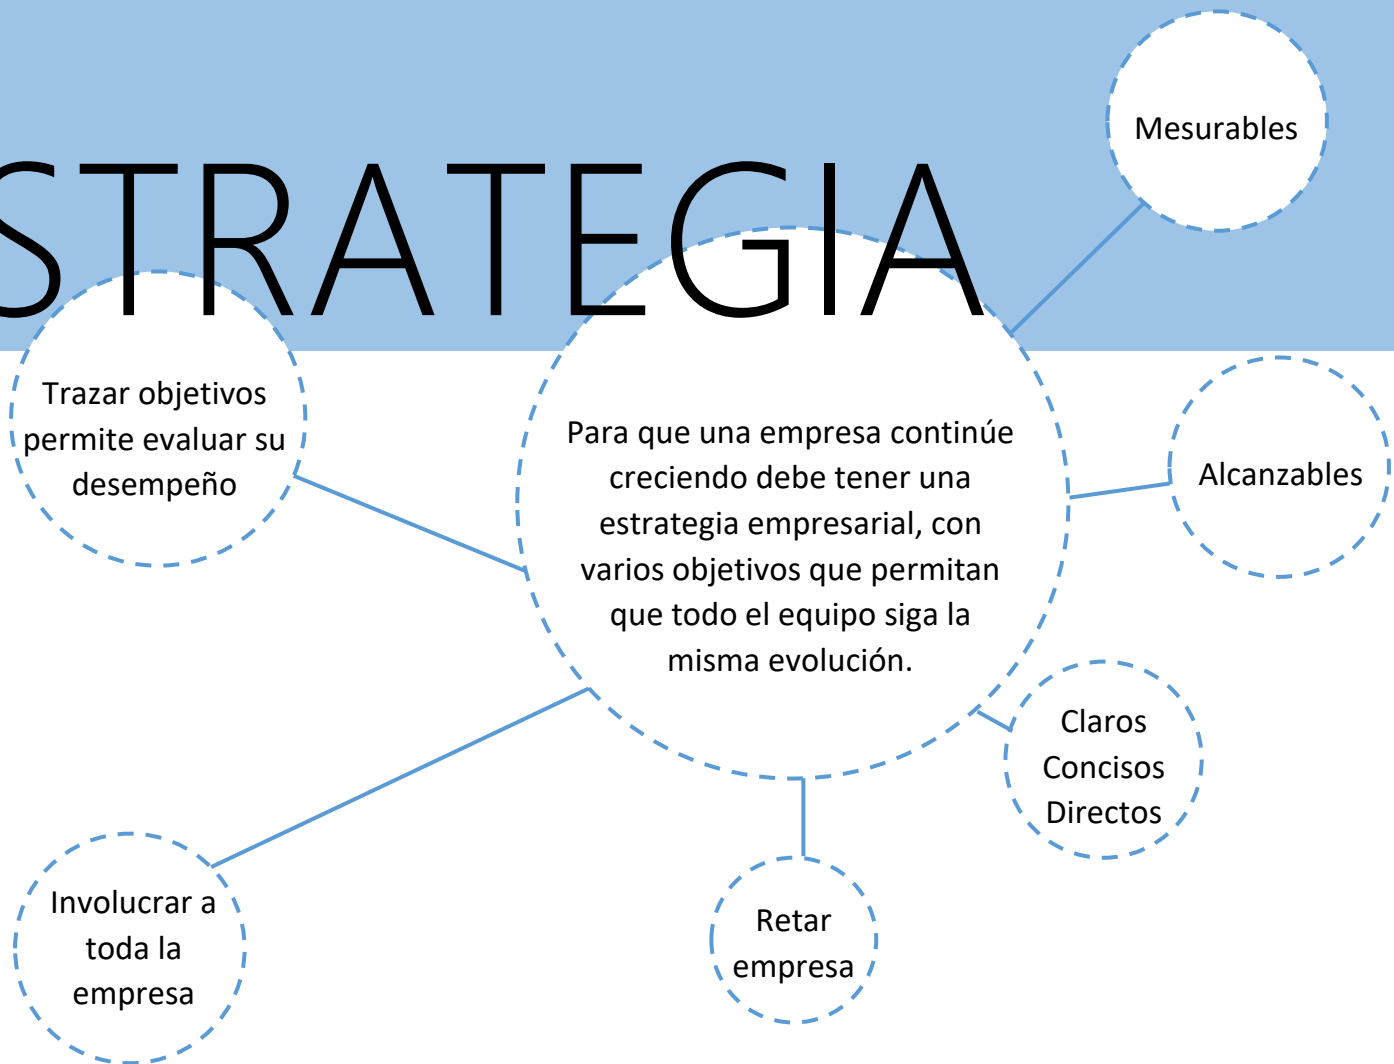 STRATEGIA
Mesurables
Trazar objetivos
permite evaluar su
desempeño
Para que una empresa continúe
creciendo debe tener una
estrategia empresarial, con
varios objetivos que permitan
que todo el equipo siga la
misma evolución.
Alcanzables
Claros
Concisos
Directos
Involucrar a
toda la
empresa
Retar
empresa